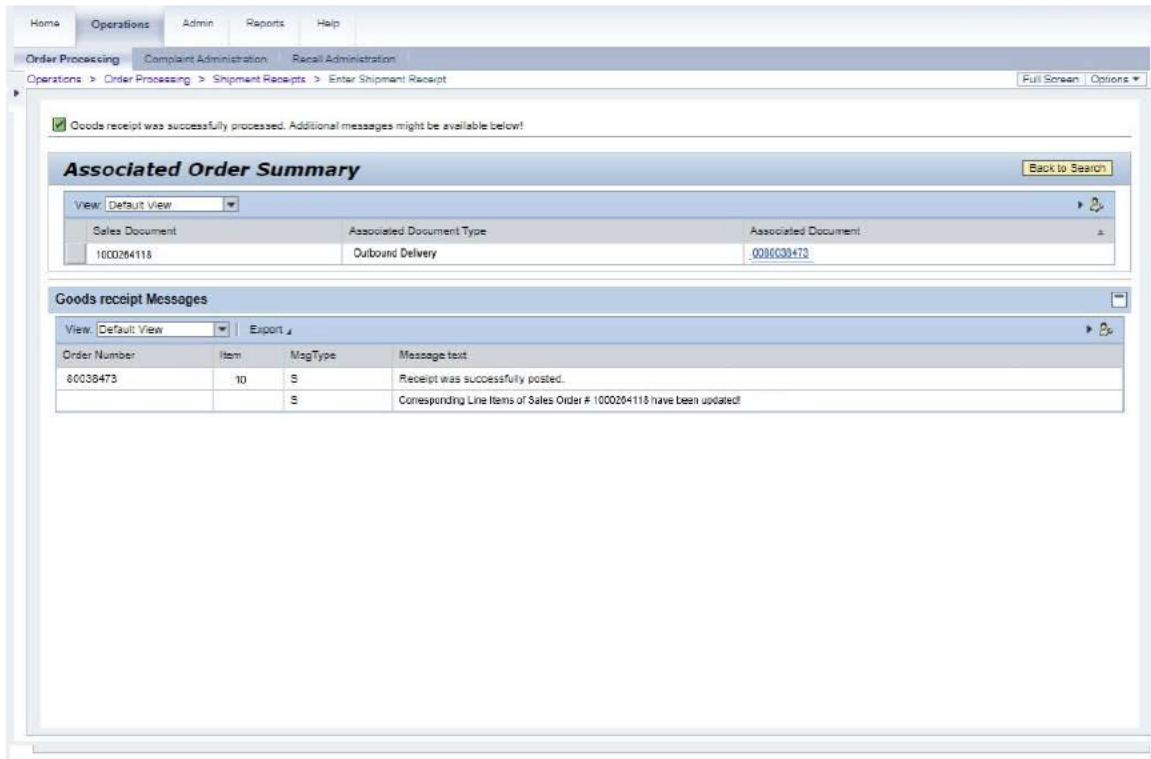 Home Operations Admin Reports Help
Order Processing Complaint Administration Recall Administration
Operations > Order Processing > Shipment Receipts > Enter Shipment Receipt Full Screen Options
Goods receipt was successfully processed. Additional messages might be available below!
Associated Order Summary Back to Search
View: Default View
Sales Document Associated Document Type Associated Document
1000264118 Outbound Delivery 0080038473
Goods receipt Messages
View: Default View Export
Order Number Item MsgType Message text
80038473 10 S Receipt was successfully posted.
S Corresponding Line Items of Sales Order # 1000264118 have been updated!